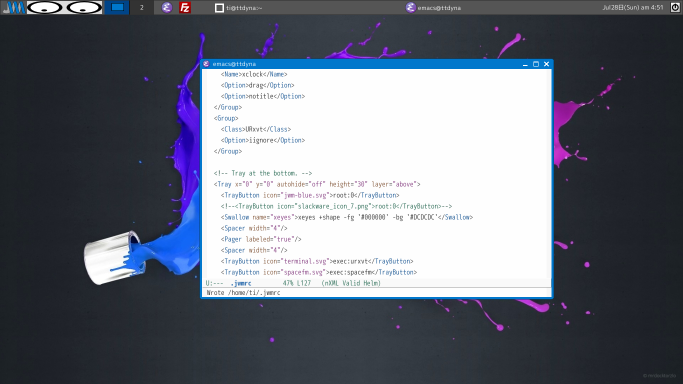 2
ti@ttdyna:~
emacs@ttdyna
Jul28日(Sun) am 4:51
emacs@ttdyna
<Name>xclock</Name>
<Option>drag</Option>
<Option>notitle</Option>
</Group>
<Group>
<Class>URxvt</Class>
<Option>iignore</Option>
</Group>
<!-- Tray at the bottom. -->
<Tray x="0" y="0" autohide="off" height="30" layer="above">
<TrayButton icon="jwm-blue.svg">root:0</TrayButton>
<!--<TrayButton icon="slackware_icon_7.png">root:0</TrayButton>-->
<Swallow name="xeyes">xeyes +shape -fg '#000000' -bg '#DCDCDC'</Swallow>
<Spacer width="4"/>
<Pager labeled="true"/>
<Spacer width="4"/>
<TrayButton icon="terminal.svg">exec:urxvt</TrayButton>
<TrayButton icon="spacefm.svg">exec:spacefm</TrayButton>
U:--- .jwmrc 47% L127 (nXML Valid Helm)
Wrote /home/ti/.jwmrc